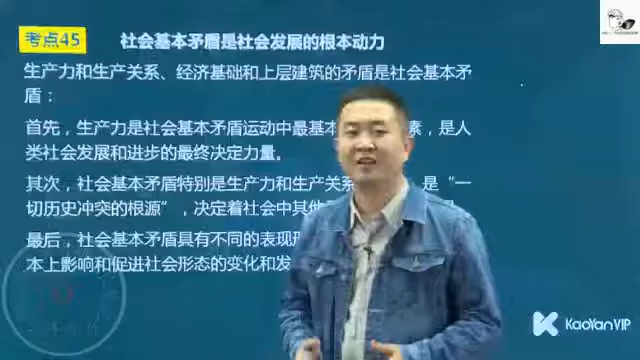 考点45
社会基本矛盾是社会发展的根本动力
生产力和生产关系、经济基础和上层建筑的矛盾是社会基本矛
盾：
首先，生产力是社会基本矛盾运动中最基本 素，是人
类社会发展和进步的最终决定力量。
其次，社会基本矛盾特别是生产力和生产关系 是“一
切历史冲突的根源”，决定着社会中其他
最后，社会基本矛盾具有不同的表现形
本上影响和促进社会形态的变化和发
KaoYanVIP